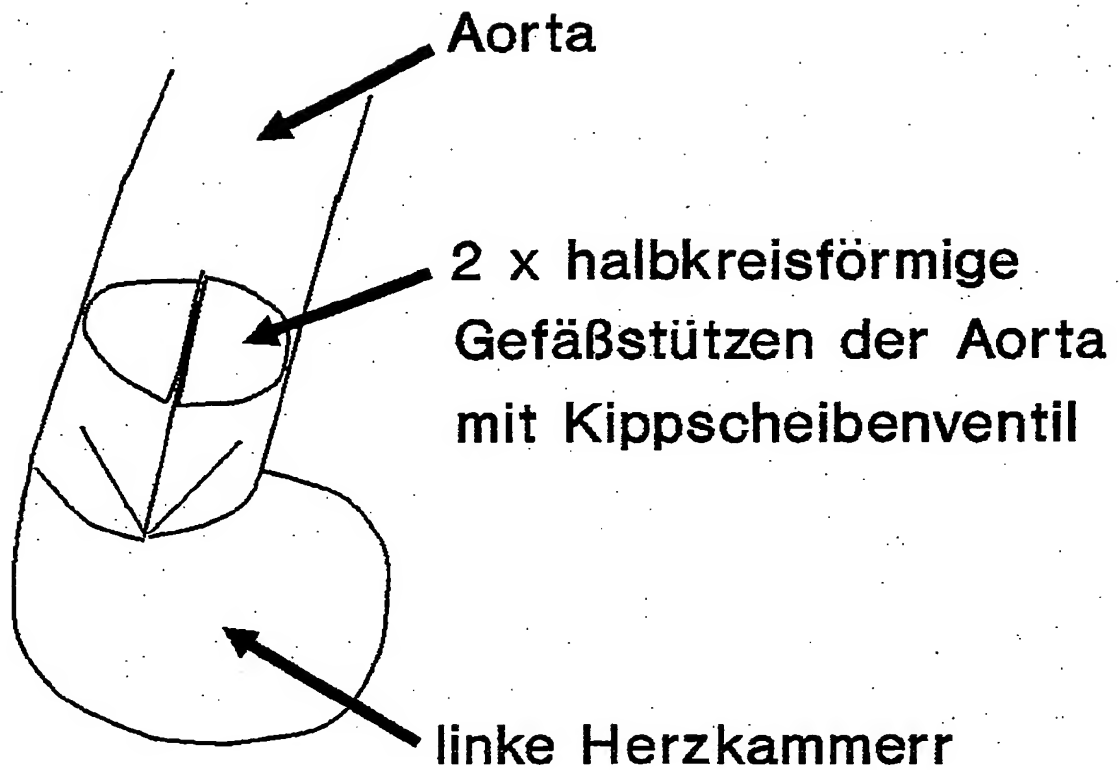 Aorta
2 x halbkreisförmige
Gefäßstützen der Aorta
mit Kippscheibenventil
linke Herzkammerr